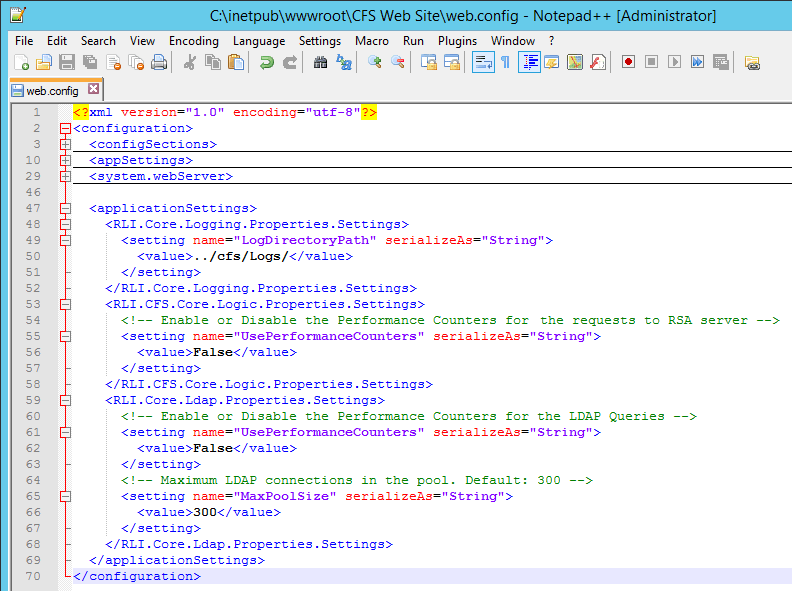 C:\inetpub\wwwroot\CFS Web Site\web.config - Notepad++ [Administrator]
File Edit Search View Encoding Language Settings Macro Run Plugins Window ?
web.config
1 <?xml version="1.0" encoding="utf-8"?>
2 <configuration>
3 <configSections>
10 <appSettings>
29 <system.webServer>
46
47 <applicationSettings>
48 <RLI.Core.Logging.Properties.Settings>
49 <setting name="LogDirectoryPath" serializeAs="String">
50 <value>../cfs/Logs/</value>
51 </setting>
52 </RLI.Core.Logging.Properties.Settings>
53 <RLI.CFS.Core.Logic.Properties.Settings>
54 <!-- Enable or Disable the Performance Counters for the requests to RSA server -->
55 <setting name="UsePerformanceCounters" serializeAs="String">
56 <value>False</value>
57 </setting>
58 </RLI.CFS.Core.Logic.Properties.Settings>
59 <RLI.Core.Ldap.Properties.Settings>
60 <!-- Enable or Disable the Performance Counters for the LDAP Queries -->
61 <setting name="UsePerformanceCounters" serializeAs="String">
62 <value>False</value>
63 </setting>
64 <!-- Maximum LDAP connections in the pool. Default: 300 -->
65 <setting name="MaxPoolSize" serializeAs="String">
66 <value>300</value>
67 </setting>
68 </RLI.Core.Ldap.Properties.Settings>
69 </applicationSettings>
70 </configuration>